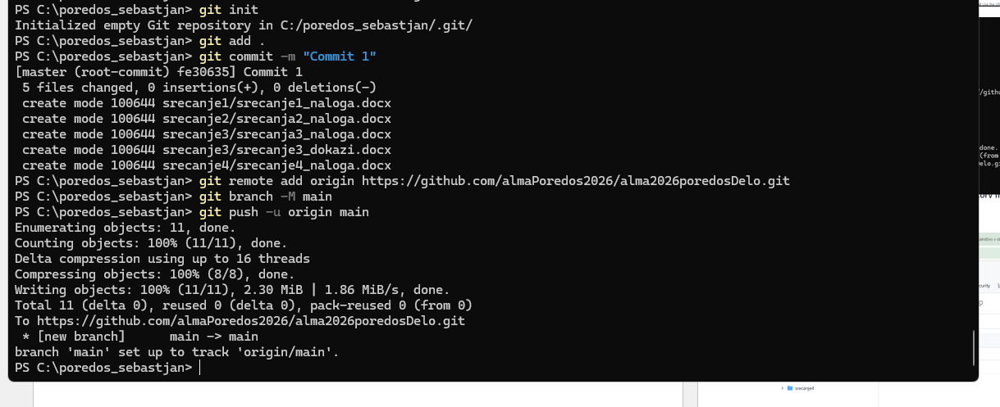 PS C:\poredos_sebastjan> git init
Initialized empty Git repository in C:/poredos_sebastjan/.git/
PS C:\poredos_sebastjan> git add .
PS C:\poredos_sebastjan> git commit -m "Commit 1"
[master (root-commit) fe30635] Commit 1
 5 files changed, 0 insertions(+), 0 deletions(-)
 create mode 100644 srecanje1/srecanje1_naloga.docx
 create mode 100644 srecanje2/srecanja2_naloga.docx
 create mode 100644 srecanje3/srecanja3_naloga.docx
 create mode 100644 srecanje3/srecanje3_dokazi.docx
 create mode 100644 srecanje4/srecanje4_naloga.docx
PS C:\poredos_sebastjan> git remote add origin https://github.com/almaPoredos2026/alma2026poredosDelo.git
PS C:\poredos_sebastjan> git branch -M main
PS C:\poredos_sebastjan> git push -u origin main
Enumerating objects: 11, done.
Counting objects: 100% (11/11), done.
Delta compression using up to 16 threads
Compressing objects: 100% (8/8), done.
Writing objects: 100% (11/11), 2.30 MiB | 1.86 MiB/s, done.
Total 11 (delta 0), reused 0 (delta 0), pack-reused 0 (from 0)
To https://github.com/almaPoredos2026/alma2026poredosDelo.git
 * [new branch]      main -> main
branch 'main' set up to track 'origin/main'.
PS C:\poredos_sebastjan>
srecanje4